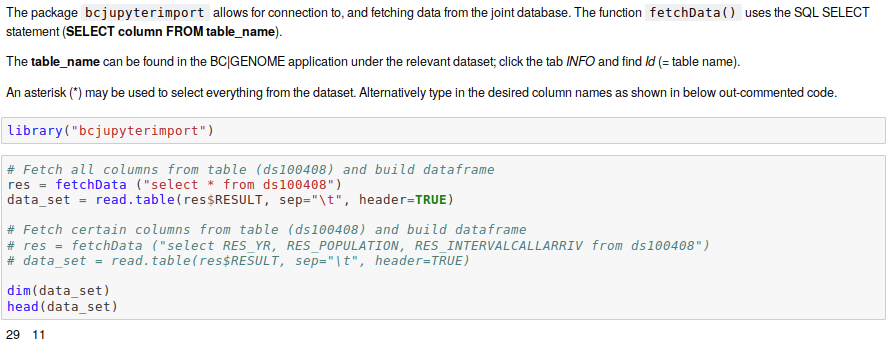 The package bcjupyterimport allows for connection to, and fetching data from the joint database. The function fetchData() uses the SQL SELECT
statement (SELECT column FROM table_name).
The table_name can be found in the BC|GENOME application under the relevant dataset; click the tab INFO and find Id (= table name).
An asterisk (*) may be used to select everything from the dataset. Alternatively type in the desired column names as shown in below out-commented code.
library("bcjupyterimport")
# Fetch all columns from table (ds100408) and build dataframe
res = fetchData ("select * from ds100408")
data_set = read.table(res$RESULT, sep="\t", header=TRUE)
# Fetch certain columns from table (ds100408) and build dataframe
# res = fetchData ("select RES_YR, RES_POPULATION, RES_INTERVALCALLARRIV from ds100408")
# data_set = read.table(res$RESULT, sep="\t", header=TRUE)
dim(data_set)
head(data_set)
29 11